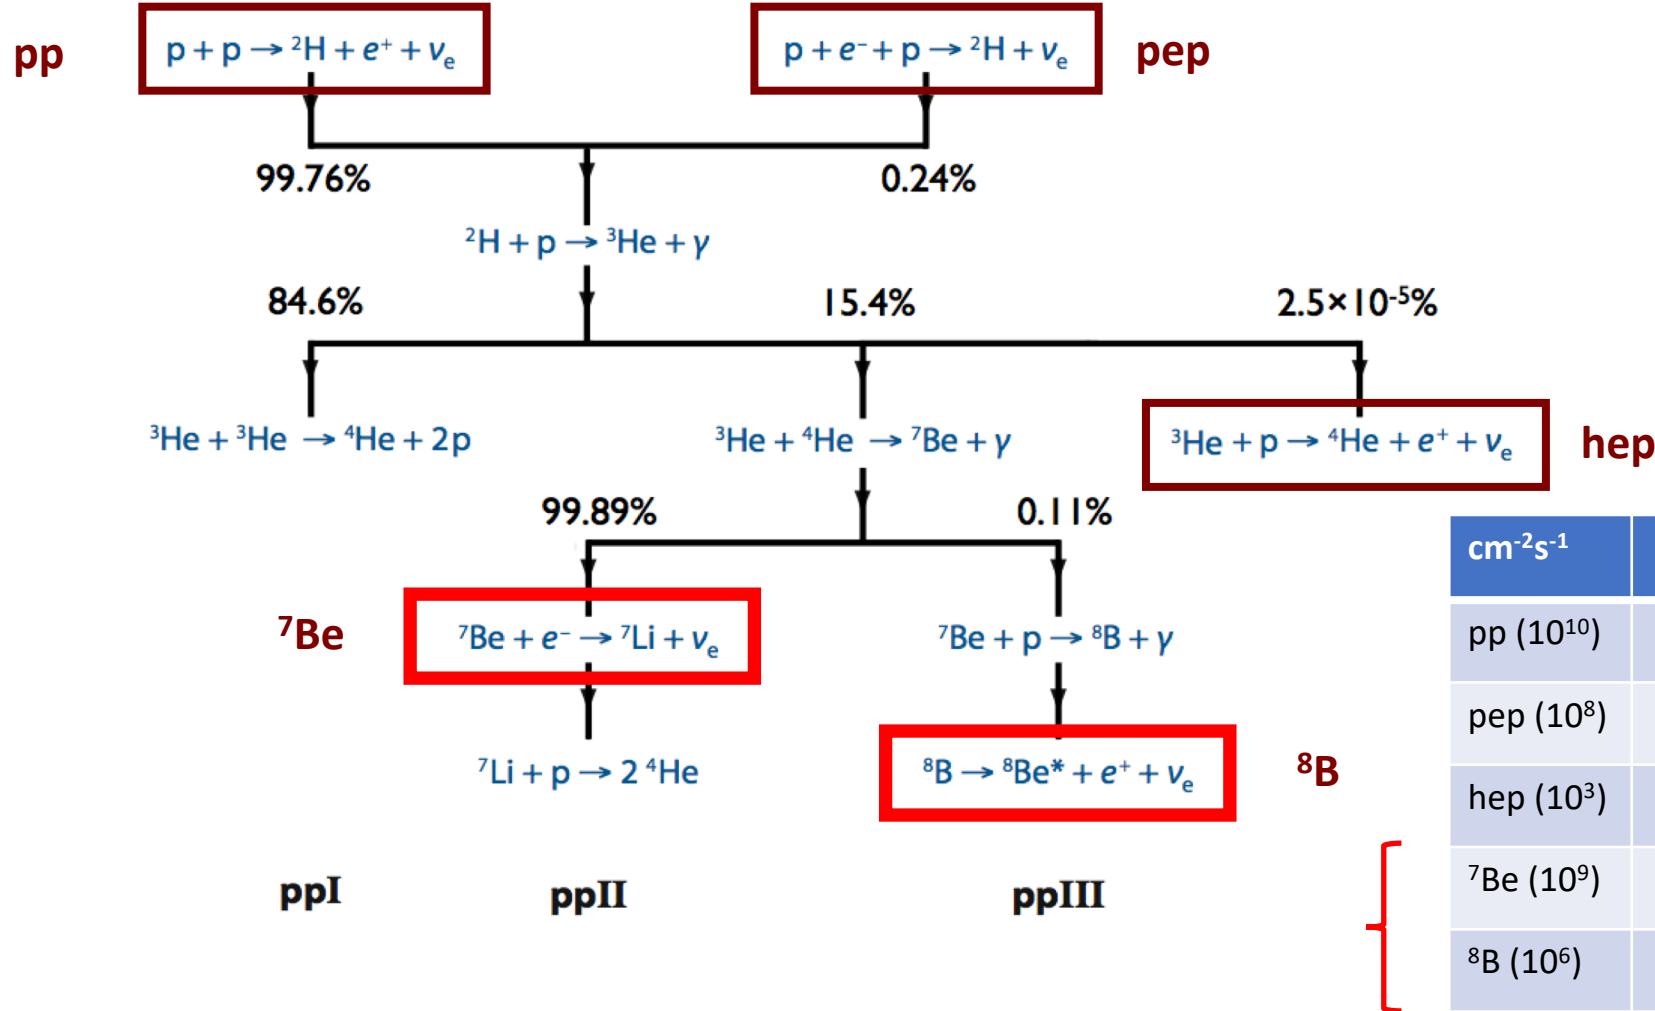 pp p + p → ²H + e⁺ + νₑ p + e⁻ + p → ²H + νₑ pep
99.76% 0.24%
²H + p → ³He + γ
84.6% 15.4% 2.5×10⁻⁵%
³He + ³He → ⁴He + 2p ³He + ⁴He → ⁷Be + γ ³He + p → ⁴He + e⁺ + νₑ hep
99.89% 0.11%
cm⁻²s⁻¹
⁷Be ⁷Be + e⁻ → ⁷Li + νₑ ⁷Be + p → ⁸B + γ pp (10¹⁰)
pep (10⁸)
⁷Li + p → 2 ⁴He ⁸B → ⁸Be* + e⁺ + νₑ ⁸B hep (10³)
ppI ppII ppIII ⁷Be (10⁹)
⁸B (10⁶)